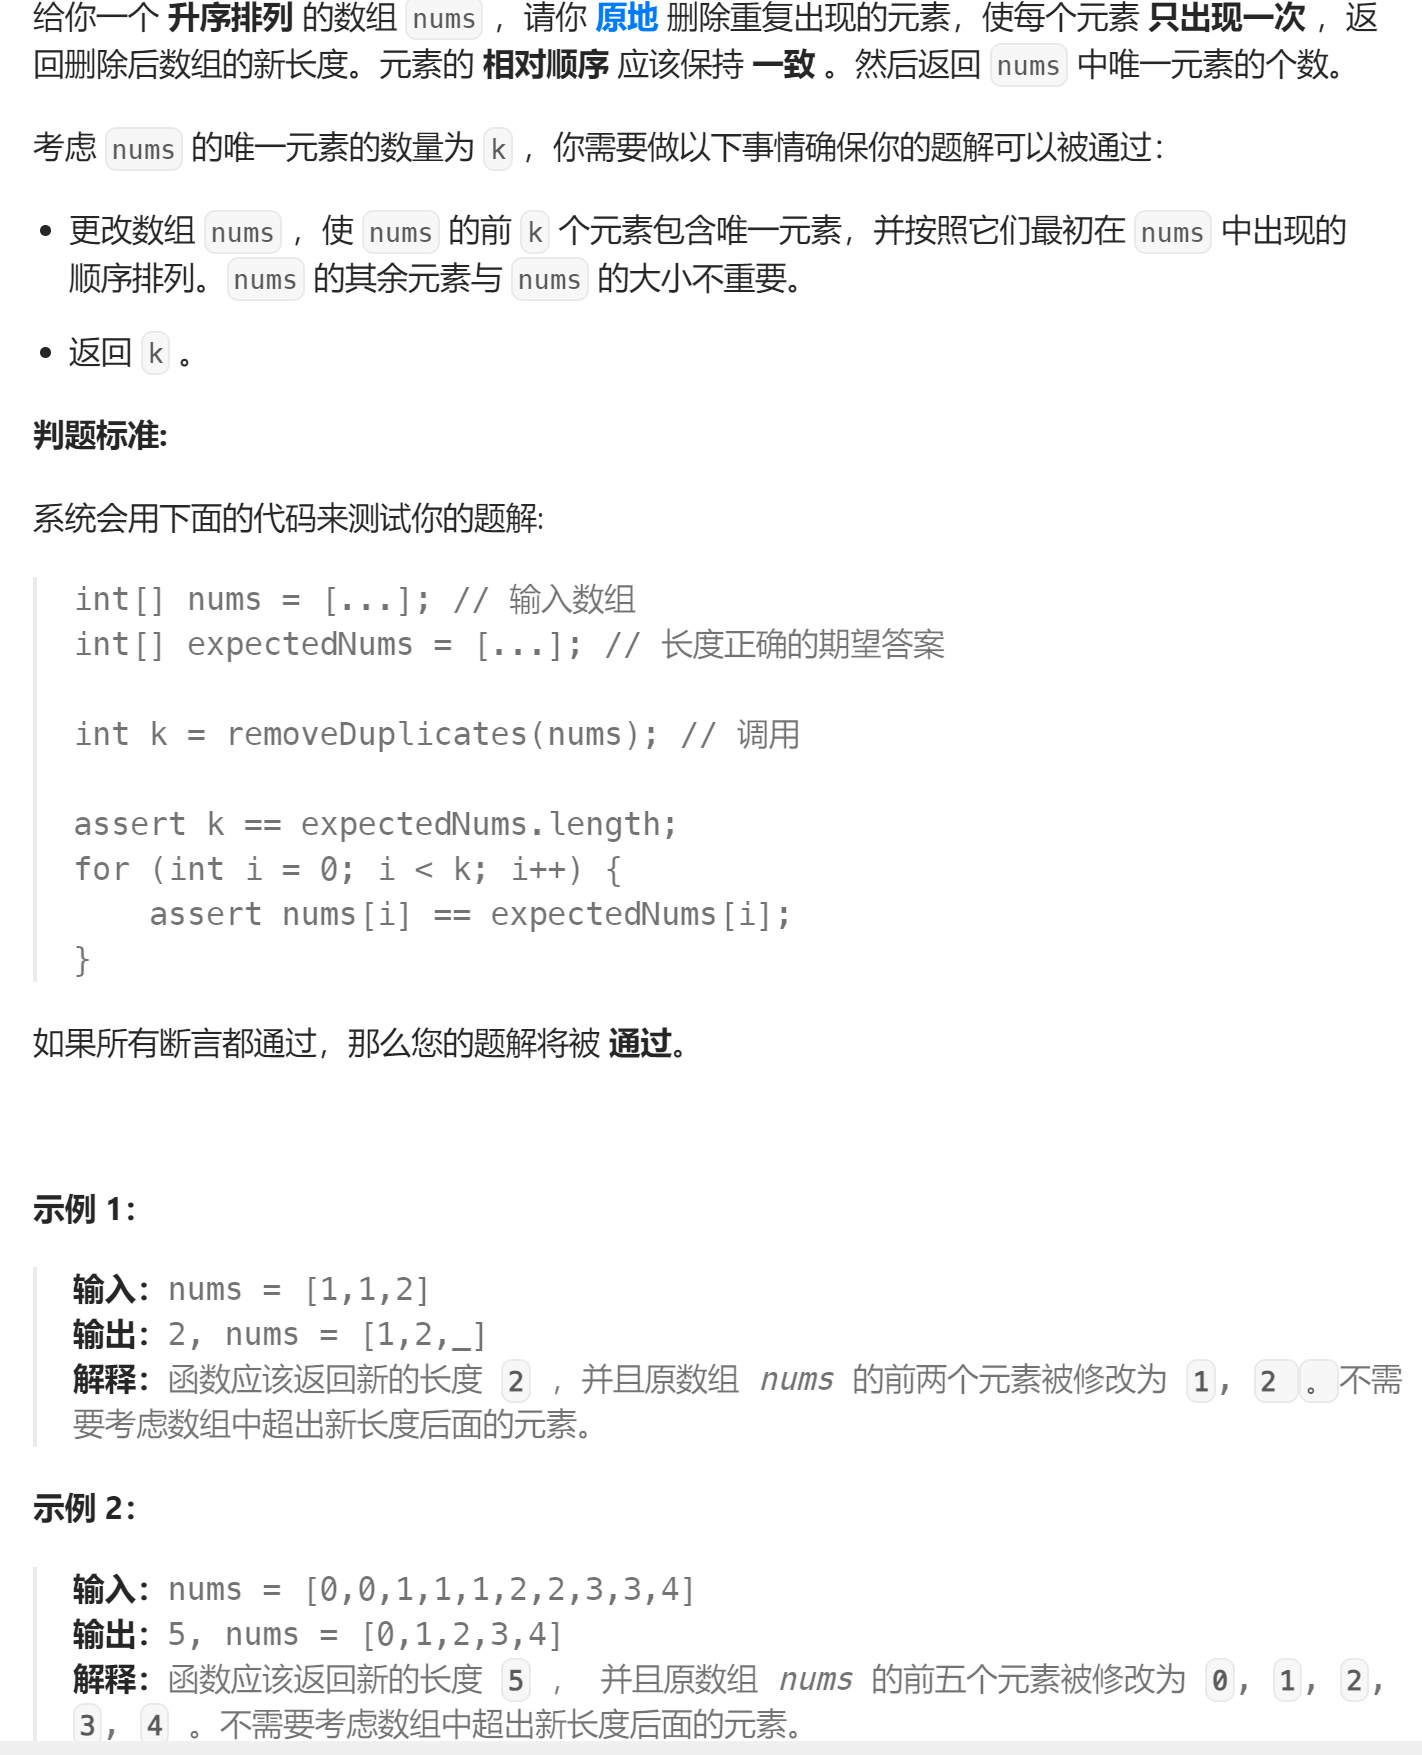 给你一个 升序排列 的数组 nums ，请你 原地 删除重复出现的元素，使每个元素 只出现一次 ，返
回删除后数组的新长度。元素的 相对顺序 应该保持 一致 。然后返回 nums 中唯一元素的个数。
考虑 nums 的唯一元素的数量为 k ，你需要做以下事情确保你的题解可以被通过：
• 更改数组 nums ，使 nums 的前 k 个元素包含唯一元素，并按照它们最初在 nums 中出现的
顺序排列。nums 的其余元素与 nums 的大小不重要。
• 返回 k 。
判题标准:
系统会用下面的代码来测试你的题解:
int[] nums = [...]; // 输入数组
int[] expectedNums = [...]; // 长度正确的期望答案
int k = removeDuplicates(nums); // 调用
assert k == expectedNums.length;
for (int i = 0; i < k; i++) {
    assert nums[i] == expectedNums[i];
}
如果所有断言都通过，那么您的题解将被 通过。
示例 1：
输入：nums = [1,1,2]
输出：2, nums = [1,2,_]
解释：函数应该返回新的长度 2 ，并且原数组 nums 的前两个元素被修改为 1, 2 。不需
要考虑数组中超出新长度后面的元素。
示例 2：
输入：nums = [0,0,1,1,1,2,2,3,3,4]
输出：5, nums = [0,1,2,3,4]
解释：函数应该返回新的长度 5 ， 并且原数组 nums 的前五个元素被修改为 0, 1, 2,
3, 4 。不需要考虑数组中超出新长度后面的元素。